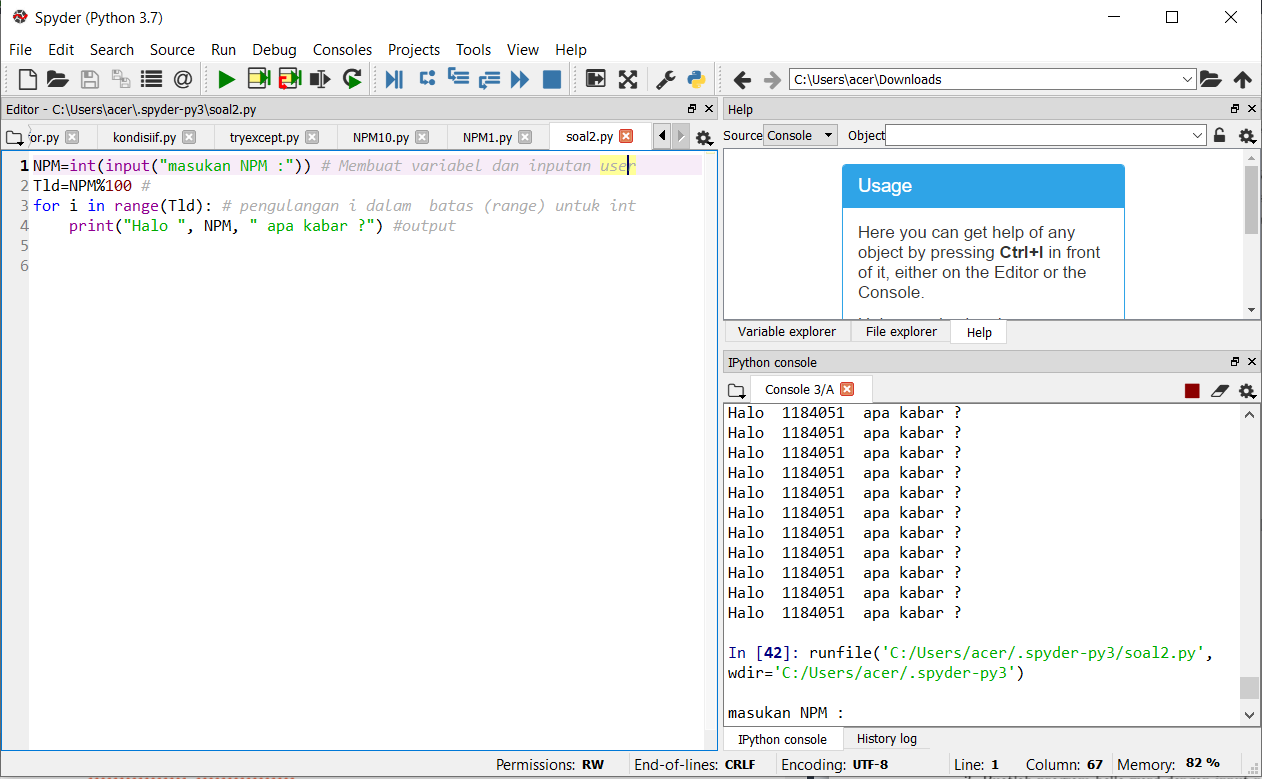 Spyder (Python 3.7)
File Edit Search Source Run Debug Consoles Projects Tools View Help
C:\Users\acer\Downloads
Editor - C:\Users\acer\.spyder-py3\soal2.py
or.py kondisiif.py tryexcept.py NPM10.py NPM1.py soal2.py
1 NPM=int(input("masukan NPM :")) # Membuat variabel dan inputan user
2 Tld=NPM%100 #
3 for i in range(Tld): # pengulangan i dalam  batas (range) untuk int
4     print("Halo ", NPM, " apa kabar ?") #output
5
6
Help
Source Console Object
Usage
Here you can get help of any
object by pressing Ctrl+I in front
of it, either on the Editor or the
Console.
Variable explorer File explorer Help
IPython console
Console 3/A
Halo  1184051  apa kabar ?
Halo  1184051  apa kabar ?
Halo  1184051  apa kabar ?
Halo  1184051  apa kabar ?
Halo  1184051  apa kabar ?
Halo  1184051  apa kabar ?
Halo  1184051  apa kabar ?
Halo  1184051  apa kabar ?
Halo  1184051  apa kabar ?
Halo  1184051  apa kabar ?
Halo  1184051  apa kabar ?
In [42]: runfile('C:/Users/acer/.spyder-py3/soal2.py',
wdir='C:/Users/acer/.spyder-py3')
masukan NPM :
IPython console History log
Permissions: RW End-of-lines: CRLF Encoding: UTF-8 Line: 1 Column: 67 Memory: 82 %